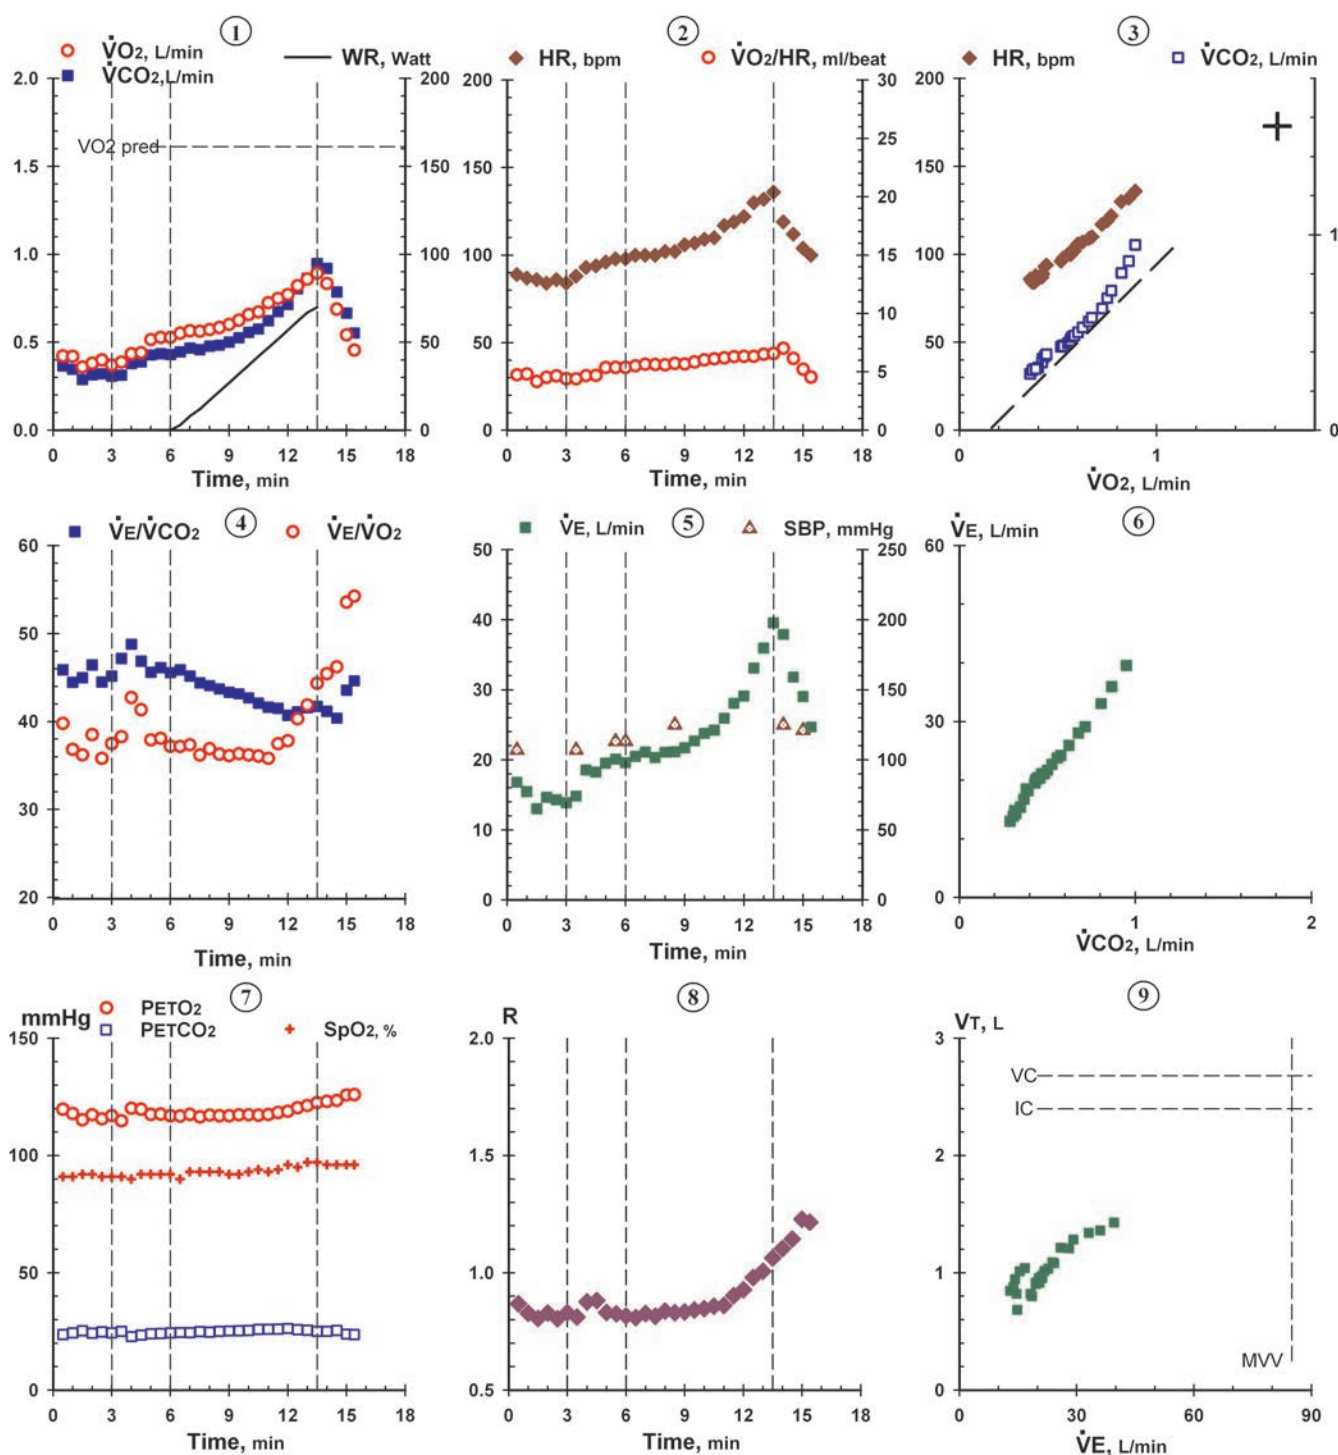 ① ② ③
V̇O2, L/min
V̇CO2,L/min
WR, Watt
HR, bpm
V̇O2/HR, ml/beat
HR, bpm
V̇CO2, L/min
2.0 200 200 30 200
1.5 150 150 25
1.0 100 100 20
0.5 50 50 15
0.0 0 0 10
5
0
150
100
50
0
1
0
VO2 pred
0 3 6 9 12 15 18
Time, min
0 3 6 9 12 15 18
Time, min
0 1
V̇O2, L/min
④ ⑤ ⑥
V̇E/V̇CO2
V̇E/V̇O2
V̇E, L/min
SBP, mmHg
V̇E, L/min
60
50
40
30
20
50
40
30
20
10
0
250
200
150
100
50
0
60
30
0
0 3 6 9 12 15 18
Time, min
0 3 6 9 12 15 18
Time, min
0 1 2
V̇CO2, L/min
⑦ ⑧ ⑨
mmHg
PETO2
PETCO2
SpO2, %
R
VT, L
150
100
50
0
2.0
1.5
1.0
0.5
3
2
1
0
VC
IC
MVV
0 3 6 9 12 15 18
Time, min
0 3 6 9 12 15 18
Time, min
0 30 60 90
V̇E, L/min